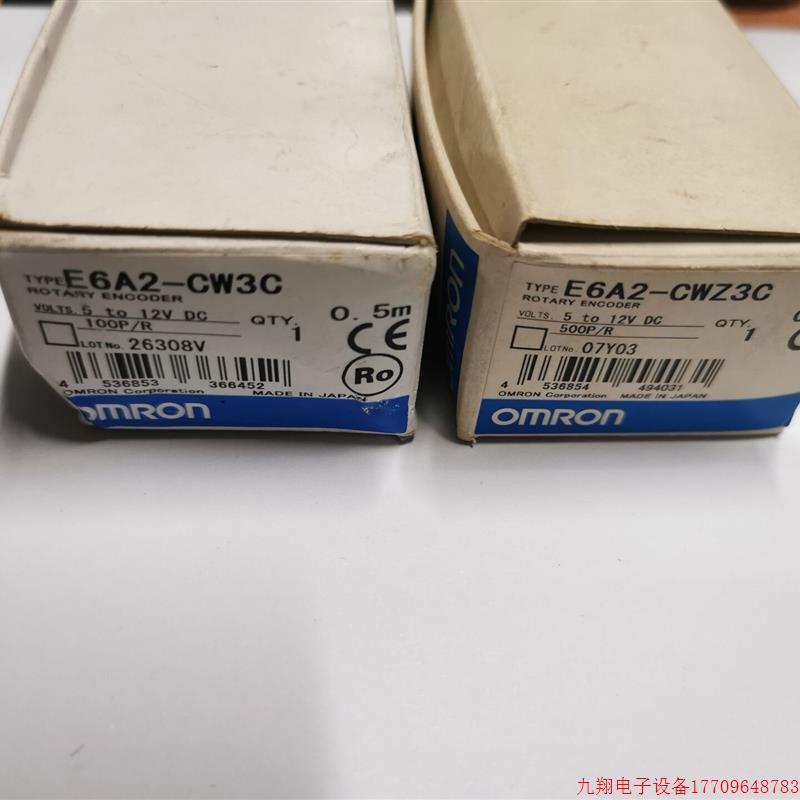 TYPE E6A2-CW3C
ROTARY ENCODER
VOLTS. 5 to 12V DC
100P/R
QTY. 1
0.5m
CE
LOT No. 26308V
Ro
4 536853 366452
OMRON Corporation MADE IN JAPAN
OMRON
OMRON
TYPE E6A2-CWZ3C
ROTARY ENCODER
VOLTS. 5 to 12V DC
500P/R
QTY. 1
LOT No. 07Y03
4 536854 494031
OMRON Corporation MADE IN JAPAN
OMRON
九翔电子设备17709648783